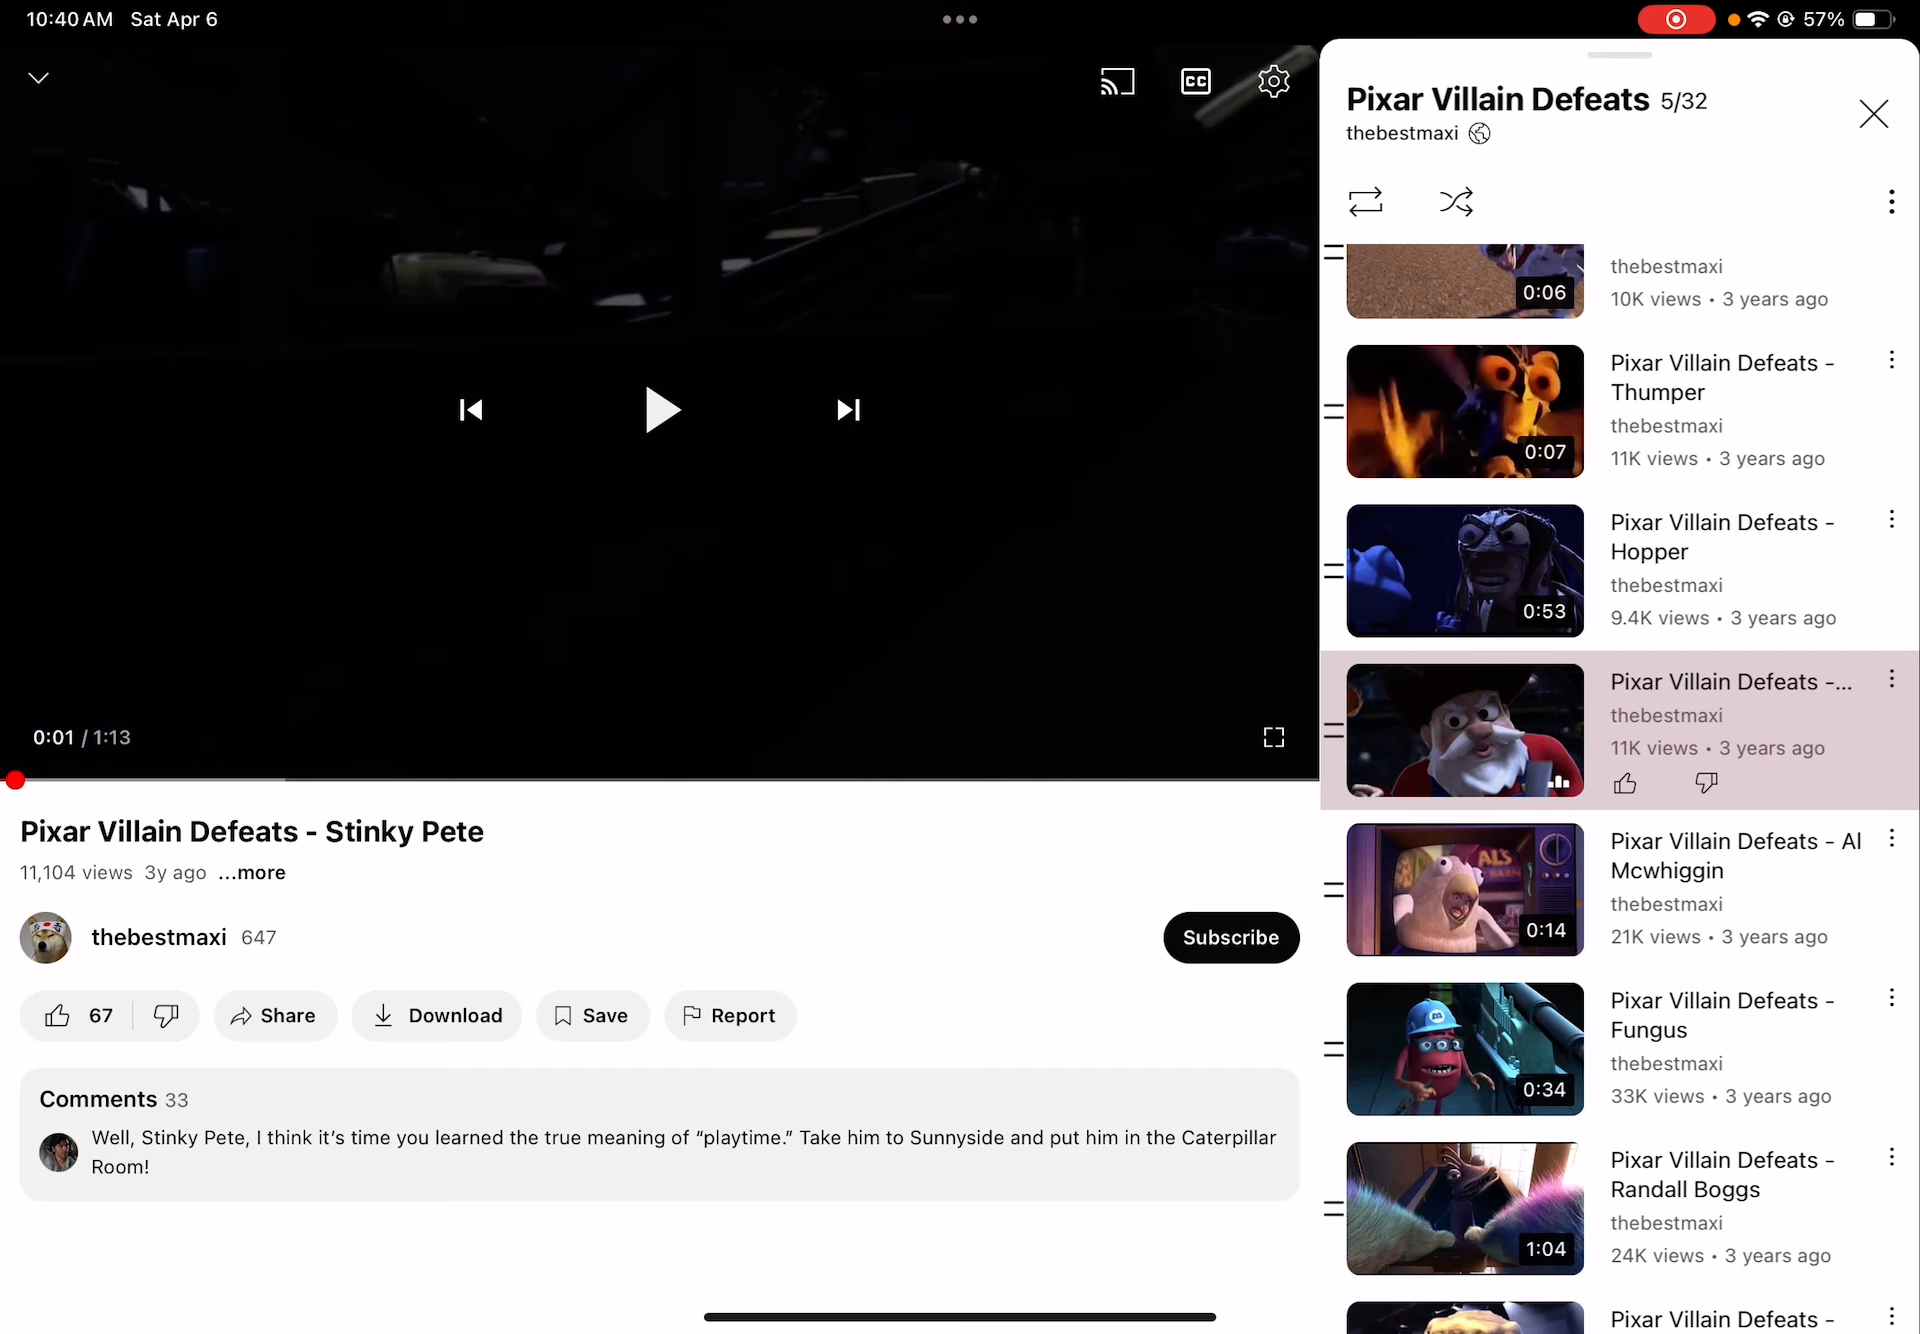 10:40 AM Sat Apr 6
57%
CC
0:01 / 1:13
Pixar Villain Defeats - Stinky Pete
11,104 views 3y ago ...more
thebestmaxi 647
Subscribe
67
Share
Download
Save
Report
Comments 33
Well, Stinky Pete, I think it’s time you learned the true meaning of “playtime.” Take him to Sunnyside and put him in the Caterpillar
Room!
Pixar Villain Defeats 5/32
thebestmaxi
0:06
thebestmaxi
10K views • 3 years ago
0:07
Pixar Villain Defeats -
Thumper
thebestmaxi
11K views • 3 years ago
0:53
Pixar Villain Defeats -
Hopper
thebestmaxi
9.4K views • 3 years ago
Pixar Villain Defeats -...
thebestmaxi
11K views • 3 years ago
AL'S
0:14
Pixar Villain Defeats - Al
Mcwhiggin
thebestmaxi
21K views • 3 years ago
0:34
Pixar Villain Defeats -
Fungus
thebestmaxi
33K views • 3 years ago
1:04
Pixar Villain Defeats -
Randall Boggs
thebestmaxi
24K views • 3 years ago
Pixar Villain Defeats -